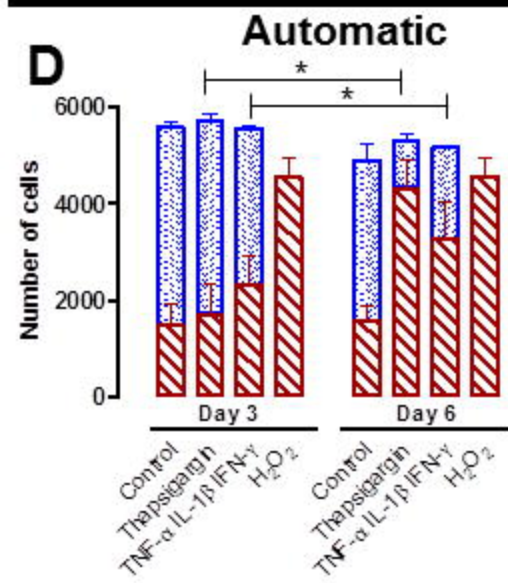 Automatic
D
*
*
6000
4000
2000
0
Number of cells
Day 3
Day 6
Control
Thapsigargin
TNF-α IL-1β IFN-γ
H₂O₂
Control
Thapsigargin
TNF-α IL-1β IFN-γ
H₂O₂